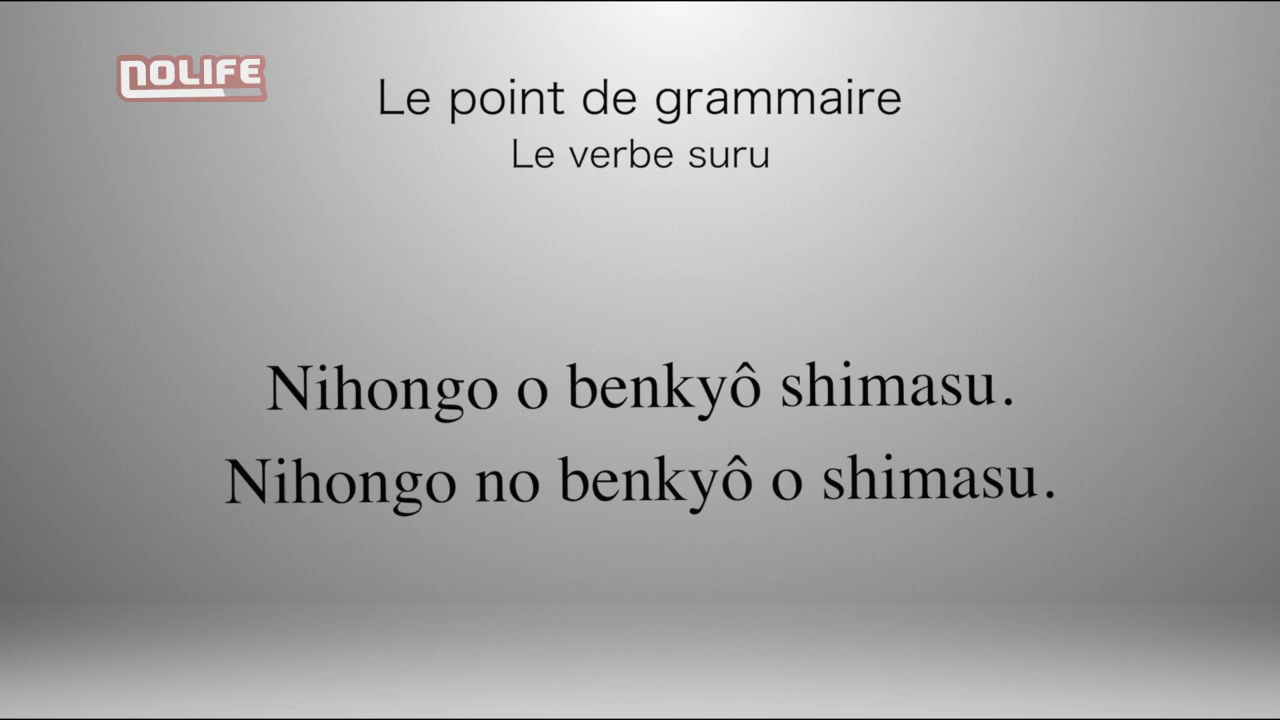 NOLIFE
Le point de grammaire
Le verbe suru
Nihongo o benkyô shimasu.
Nihongo no benkyô o shimasu.